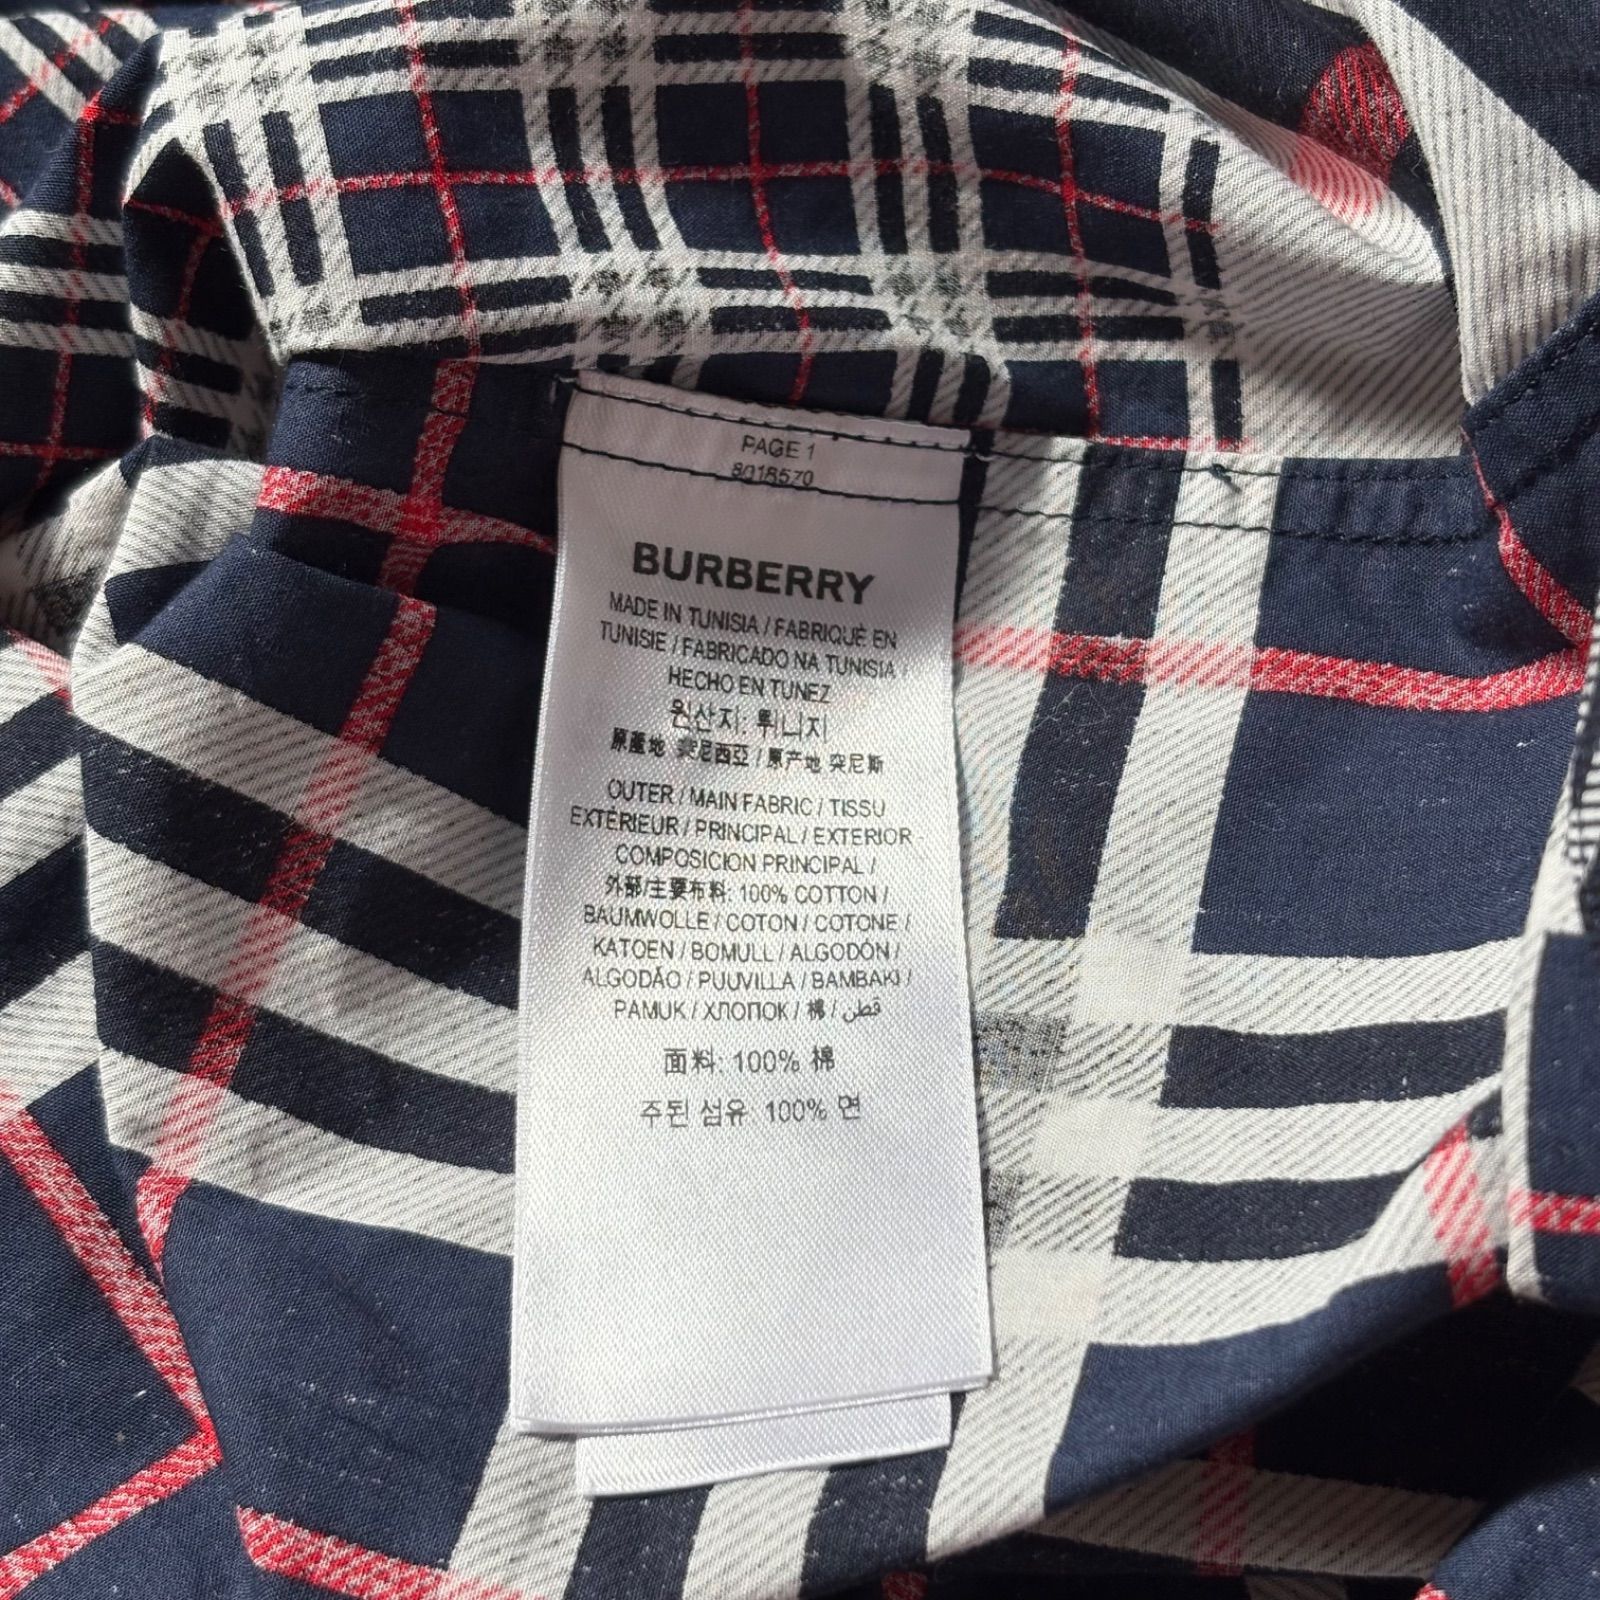 PAGE 1
8018570
BURBERRY
MADE IN TUNISIA / FABRIQUÉ EN
TUNISIE / FABRICADO NA TUNISIA /
HECHO EN TUNEZ
원산지: 튀니지
原產地 突尼西亞 / 原产地 突尼斯
OUTER / MAIN FABRIC / TISSU
EXTÉRIEUR / PRINCIPAL / EXTERIOR
COMPOSICION PRINCIPAL /
外部/主要布料: 100% COTTON /
BAUMWOLLE / COTON / COTONE /
KATOEN / BOMULL / ALGODÓN /
ALGODÃO / PUUVILLA / BAMBAKI /
PAMUK / ХЛОПОК / 棉 / قطن
面料: 100% 棉
주된 섬유 100% 면